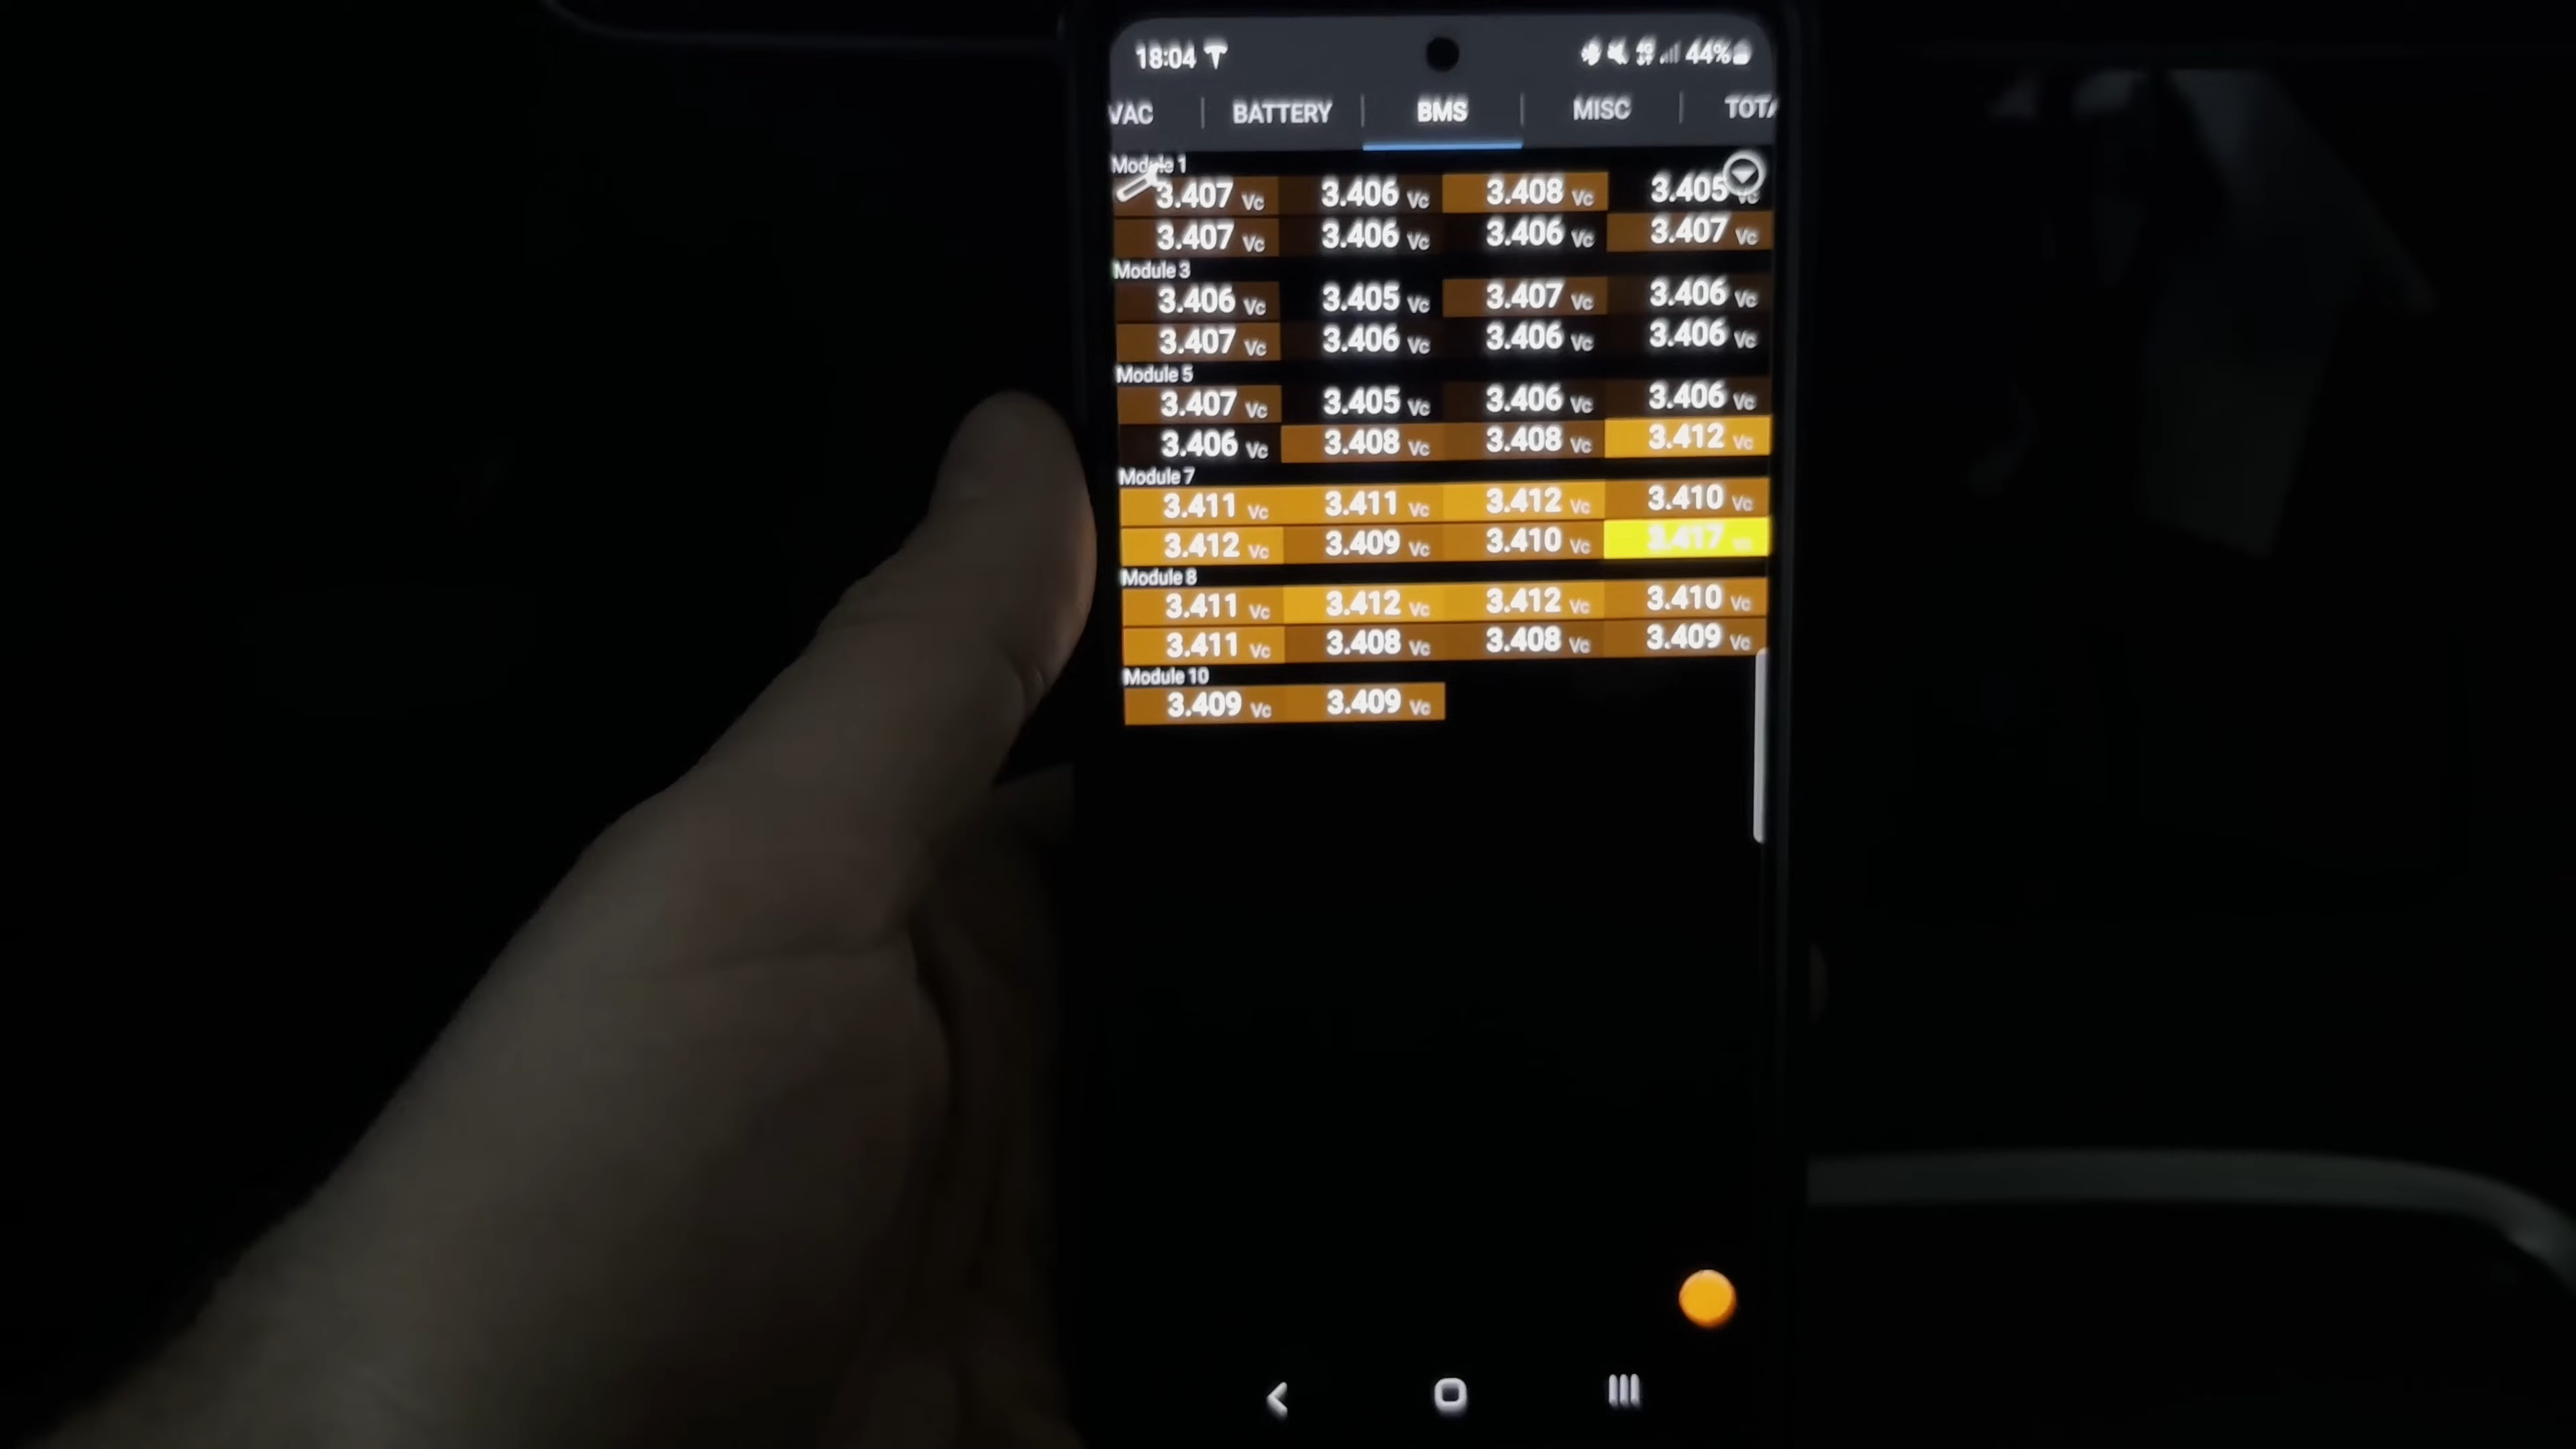 18:04 44%
VAC BATTERY BMS MISC TOTA
Module 1
3.407 Vc 3.406 Vc 3.408 Vc 3.405 Vc
3.407 Vc 3.406 Vc 3.406 Vc 3.407 Vc
Module 3
3.406 Vc 3.405 Vc 3.407 Vc 3.406 Vc
3.407 Vc 3.406 Vc 3.406 Vc 3.406 Vc
Module 5
3.407 Vc 3.405 Vc 3.406 Vc 3.406 Vc
3.406 Vc 3.408 Vc 3.408 Vc 3.412 Vc
Module 7
3.411 Vc 3.411 Vc 3.412 Vc 3.410 Vc
3.412 Vc 3.409 Vc 3.410 Vc 3.417 Vc
Module 8
3.411 Vc 3.412 Vc 3.412 Vc 3.410 Vc
3.411 Vc 3.408 Vc 3.408 Vc 3.409 Vc
Module 10
3.409 Vc 3.409 Vc